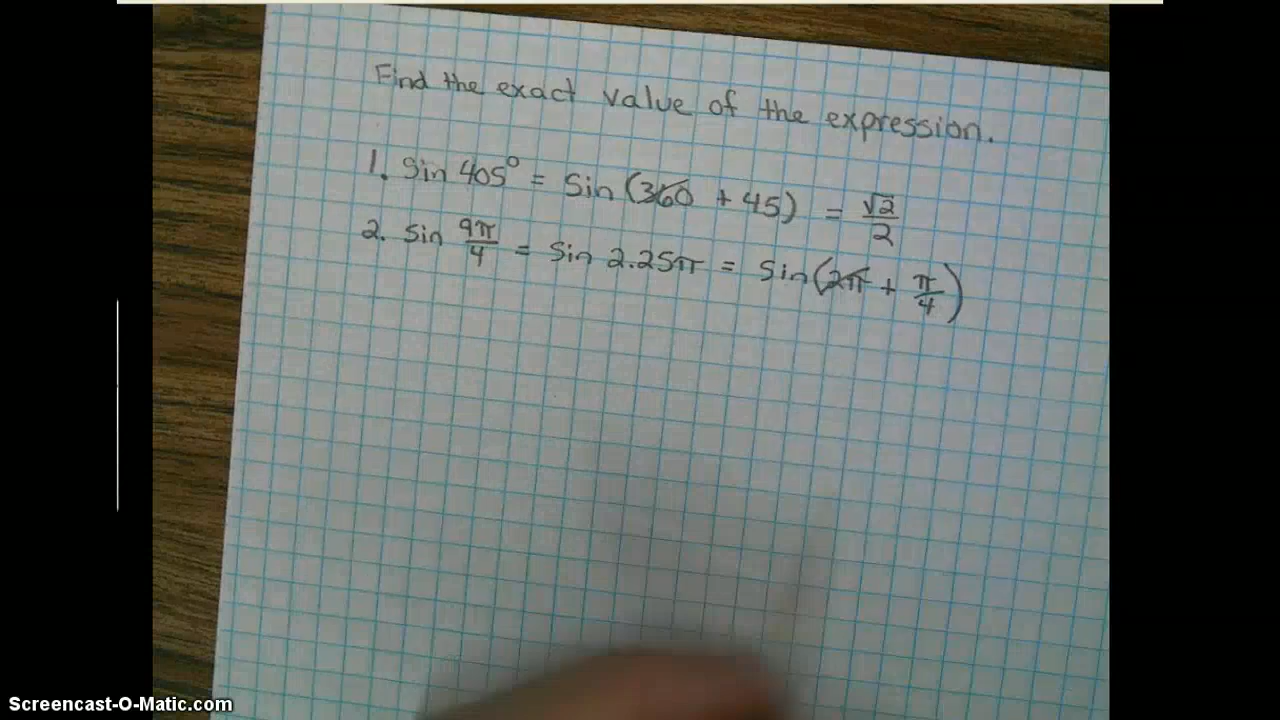 Find the exact value of the expression.
1. Sin 405° = Sin (360 + 45) = √2/2
2. Sin 9π/4 = Sin 2.25π = Sin (2π + π/4)
Screencast-O-Matic.com